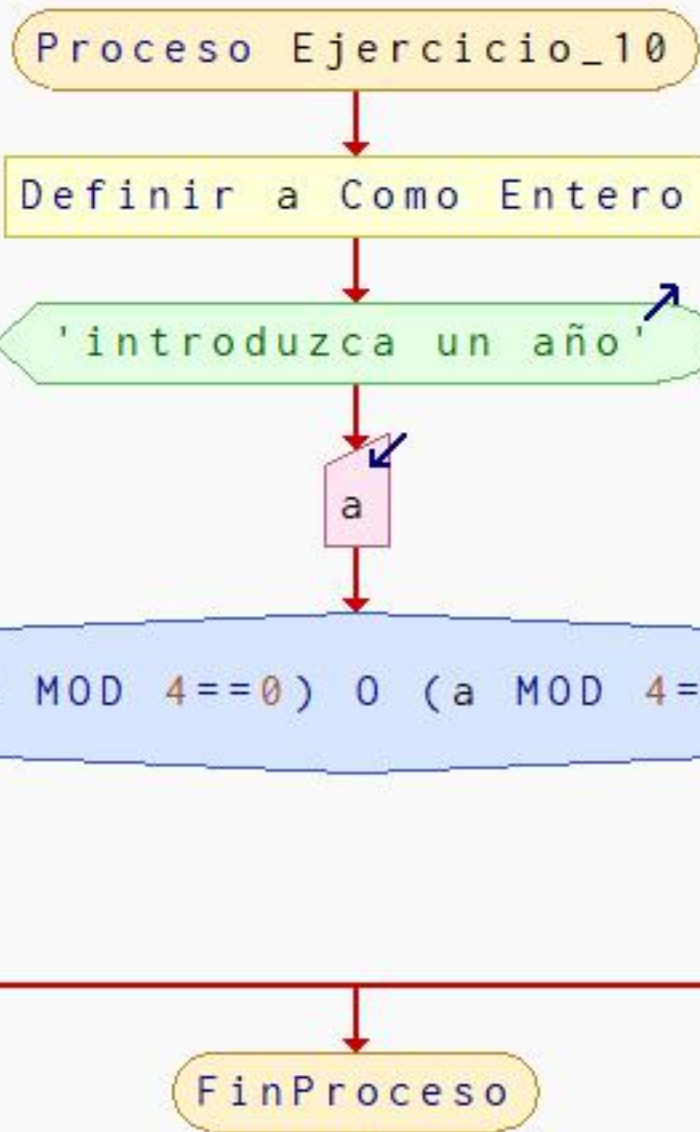 Proceso Ejercicio_10
Definir a Como Entero
'introduzca un año'
a
MOD 4==0) O (a MOD 4=
FinProceso